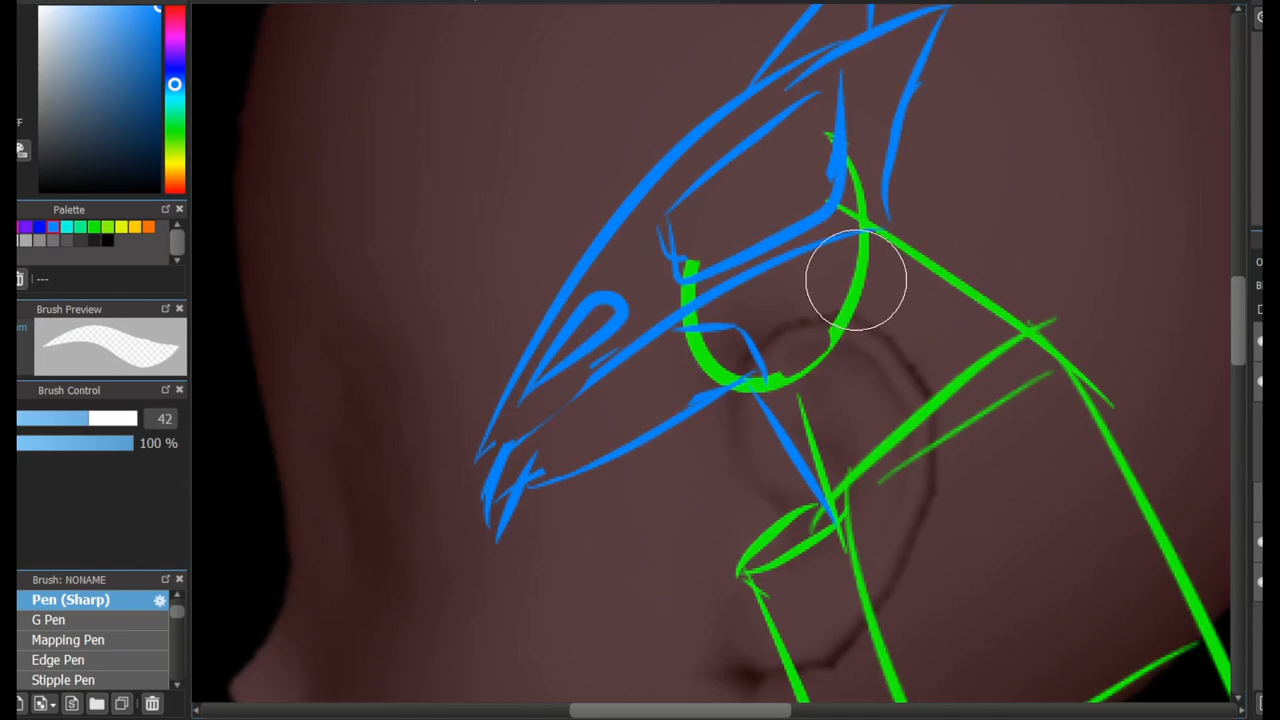 Palette
---
Brush Preview
Brush Control
42
100 %
Brush: NONAME
Pen (Sharp)
G Pen
Mapping Pen
Edge Pen
Stipple Pen